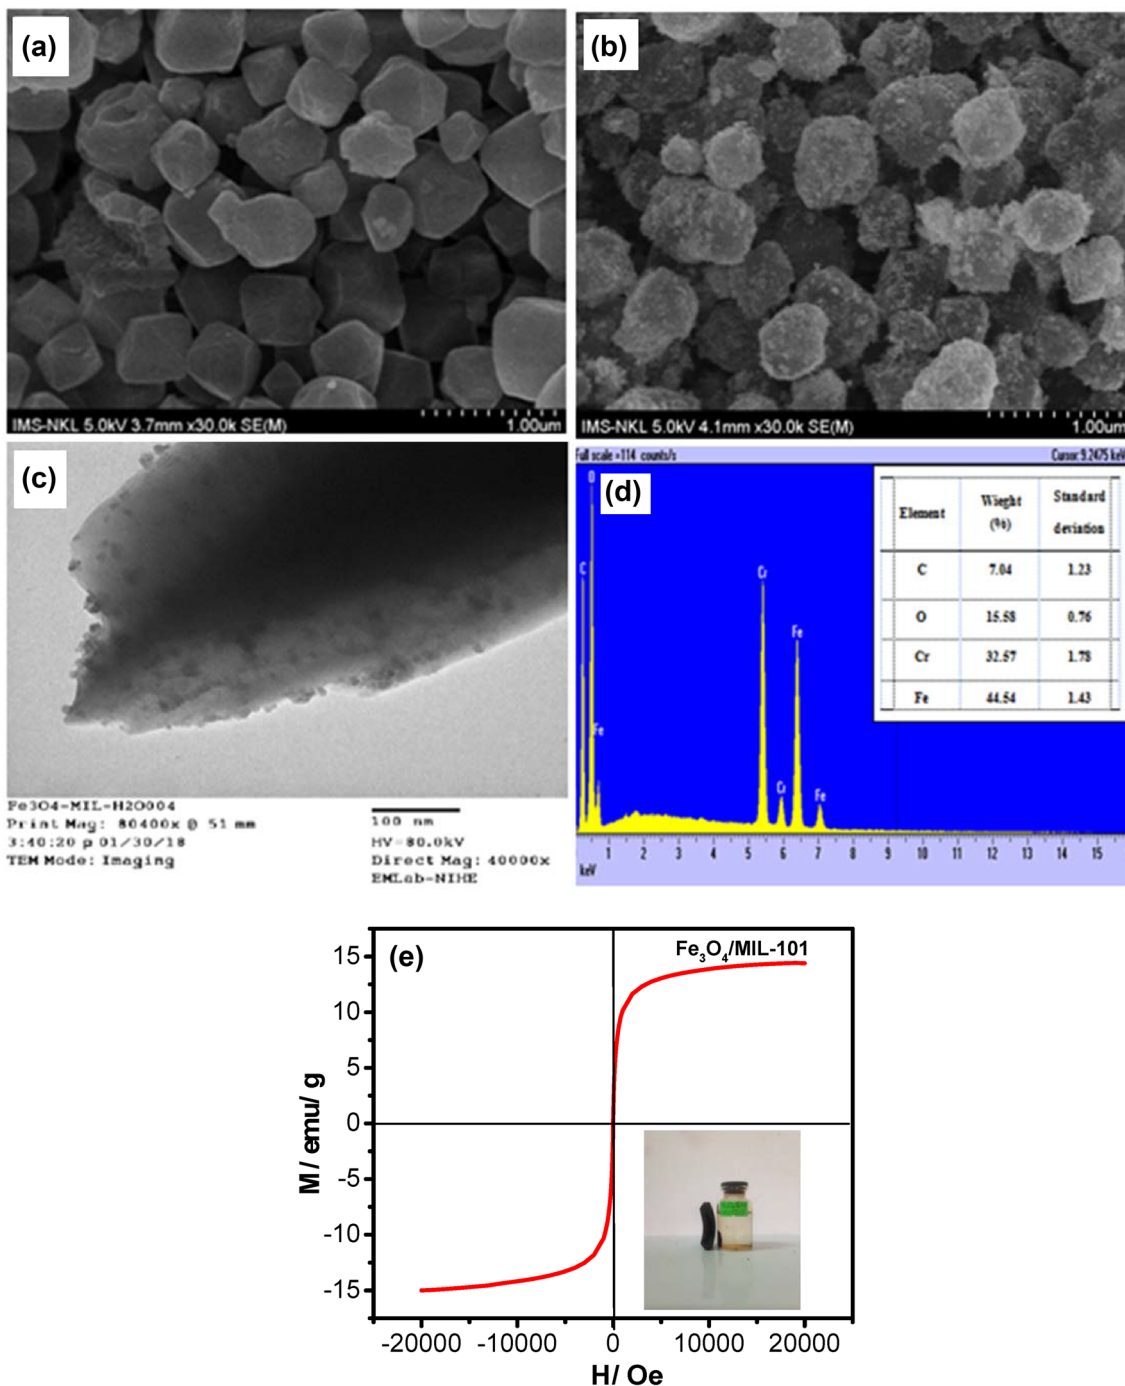 (a)
IMS-NKL 5.0kV 3.7mm x30.0k SE(M)
1.00um
(b)
IMS-NKL 5.0kV 4.1mm x30.0k SE(M)
1.00um
(c)
Fe3O4-MIL-H2O004
Print Mag: 80400x @ 51 mm
3:40:20 p 01/30/18
TEM Mode: Imaging
100 nm
HV=80.0kV
Direct Mag: 40000x
EMLab-NIHE
Full scale =114 counts/s
Cursor: 9.2475 keV
(d)
O
C
Fe
Cr
Cr
Fe
Fe
Element Wieght (%) Standard deviation
C 7.04 1.23
O 15.58 0.76
Cr 32.57 1.78
Fe 44.54 1.43
1 2 3 4 5 6 7 8 9 10 11 12 13 14 15
keV
(e)
Fe₃O₄/MIL-101
15
10
5
0
-5
-10
-15
M / emu/ g
-20000 -10000 0 10000 20000
H/ Oe